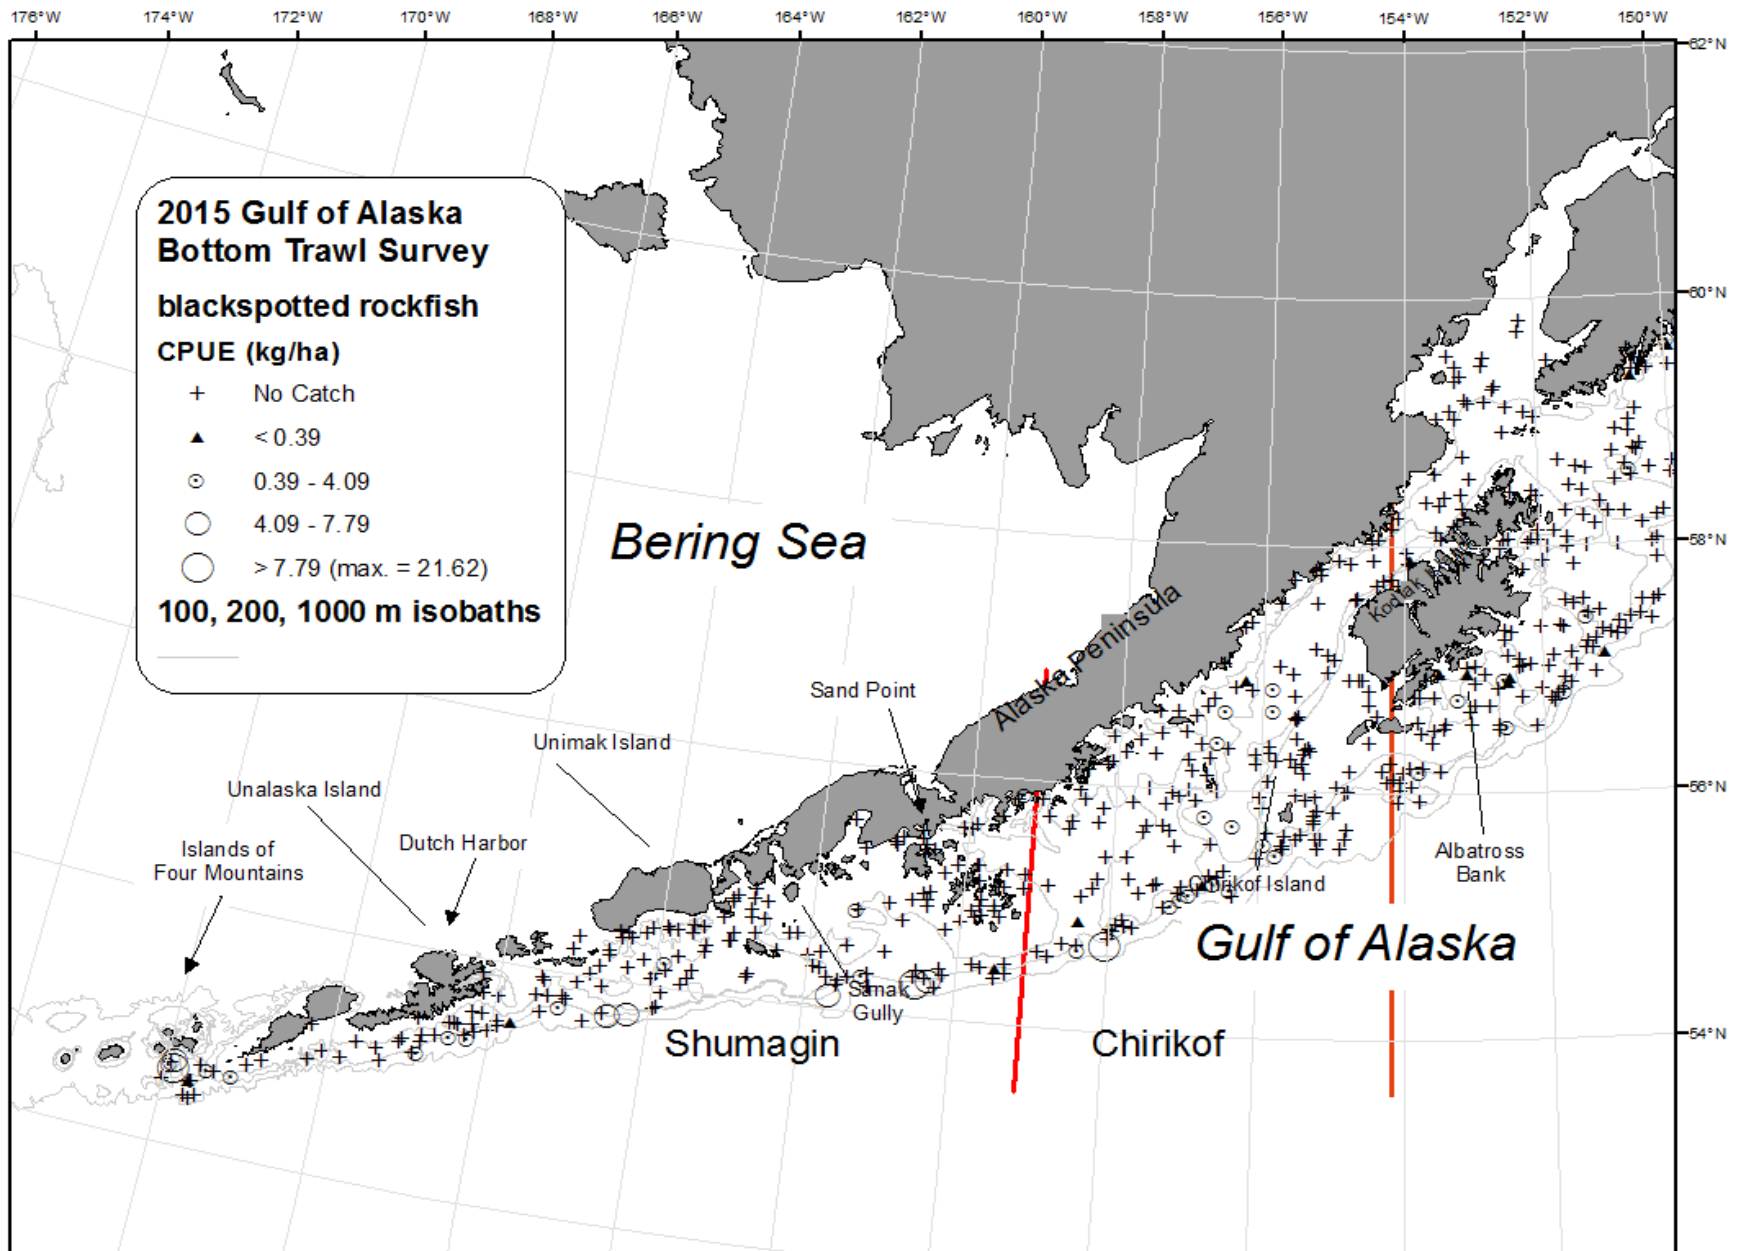 176°W 174°W 172°W 170°W 168°W 166°W 164°W 162°W 160°W 158°W 156°W 154°W 152°W 150°W
62°N
60°N
58°N
56°N
54°N
2015 Gulf of Alaska
Bottom Trawl Survey
blackspotted rockfish
CPUE (kg/ha)
No Catch
< 0.39
0.39 - 4.09
4.09 - 7.79
> 7.79 (max. = 21.62)
100, 200, 1000 m isobaths
Bering Sea
Alaska Peninsula
Sand Point
Unimak Island
Unalaska Island
Dutch Harbor
Islands of
Four Mountains
Kodiak
Albatross
Bank
Chirikof Island
Gulf of Alaska
Sanak
Gully
Shumagin
Chirikof